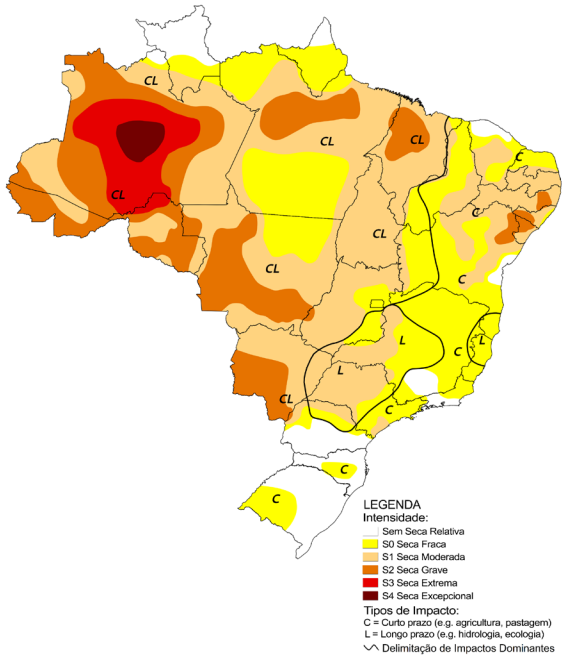 CL
CL
CL
C
C
CL
C
CL
CL
C
L
L
C
L
CL
C
C
C
LEGENDA
Intensidade:
Sem Seca Relativa
S0 Seca Fraca
S1 Seca Moderada
S2 Seca Grave
S3 Seca Extrema
S4 Seca Excepcional
Tipos de Impacto:
C = Curto prazo (e.g. agricultura, pastagem)
L = Longo prazo (e.g. hidrologia, ecologia)
Delimitação de Impactos Dominantes